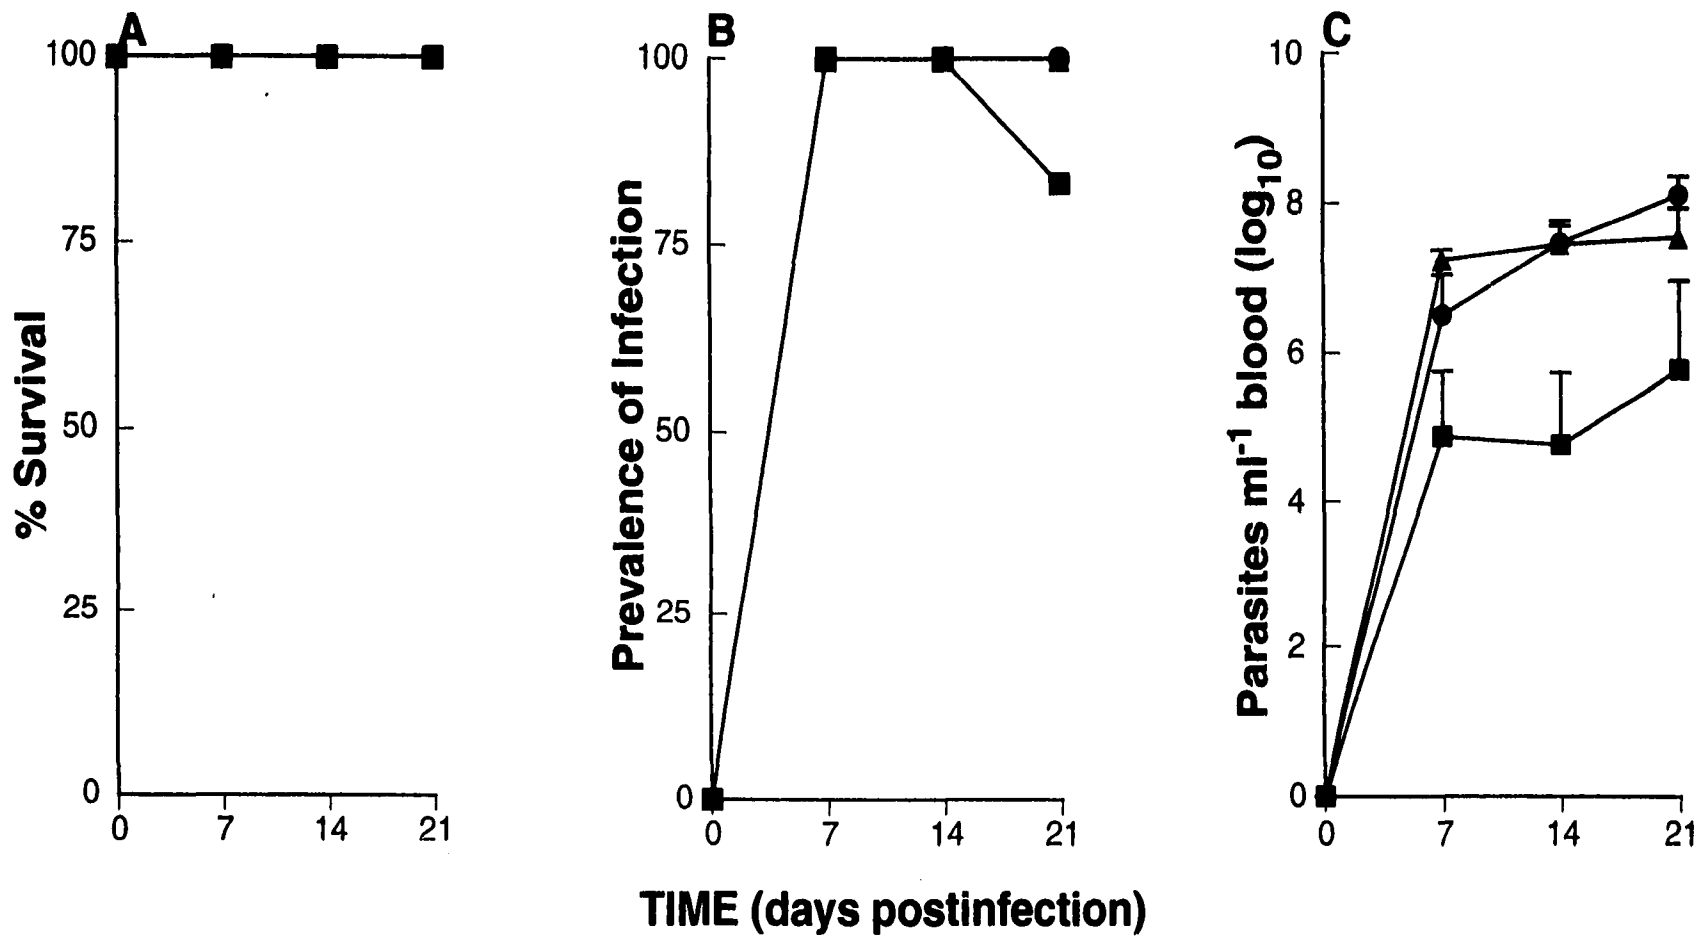 A
% Survival
100
75
50
25
0
0 7 14 21
B
Prevalence of Infection
100
75
50
25
0
0 7 14 21
C
Parasites ml⁻¹ blood (log₁₀)
10
8
6
4
2
0
0 7 14 21
TIME (days postinfection)